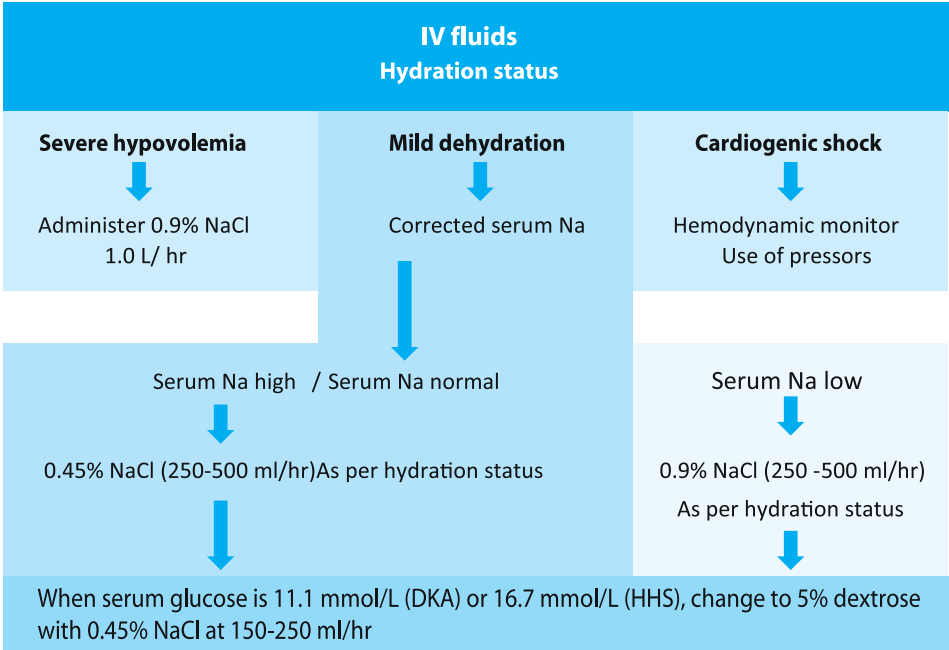 IV fluids
Hydration status
Severe hypovolemia
Administer 0.9% NaCl
1.0 L/ hr
Mild dehydration
Corrected serum Na
Cardiogenic shock
Hemodynamic monitor
Use of pressors
Serum Na high / Serum Na normal
0.45% NaCl (250-500 ml/hr)As per hydration status
Serum Na low
0.9% NaCl (250 -500 ml/hr)
As per hydration status
When serum glucose is 11.1 mmol/L (DKA) or 16.7 mmol/L (HHS), change to 5% dextrose
with 0.45% NaCl at 150-250 ml/hr